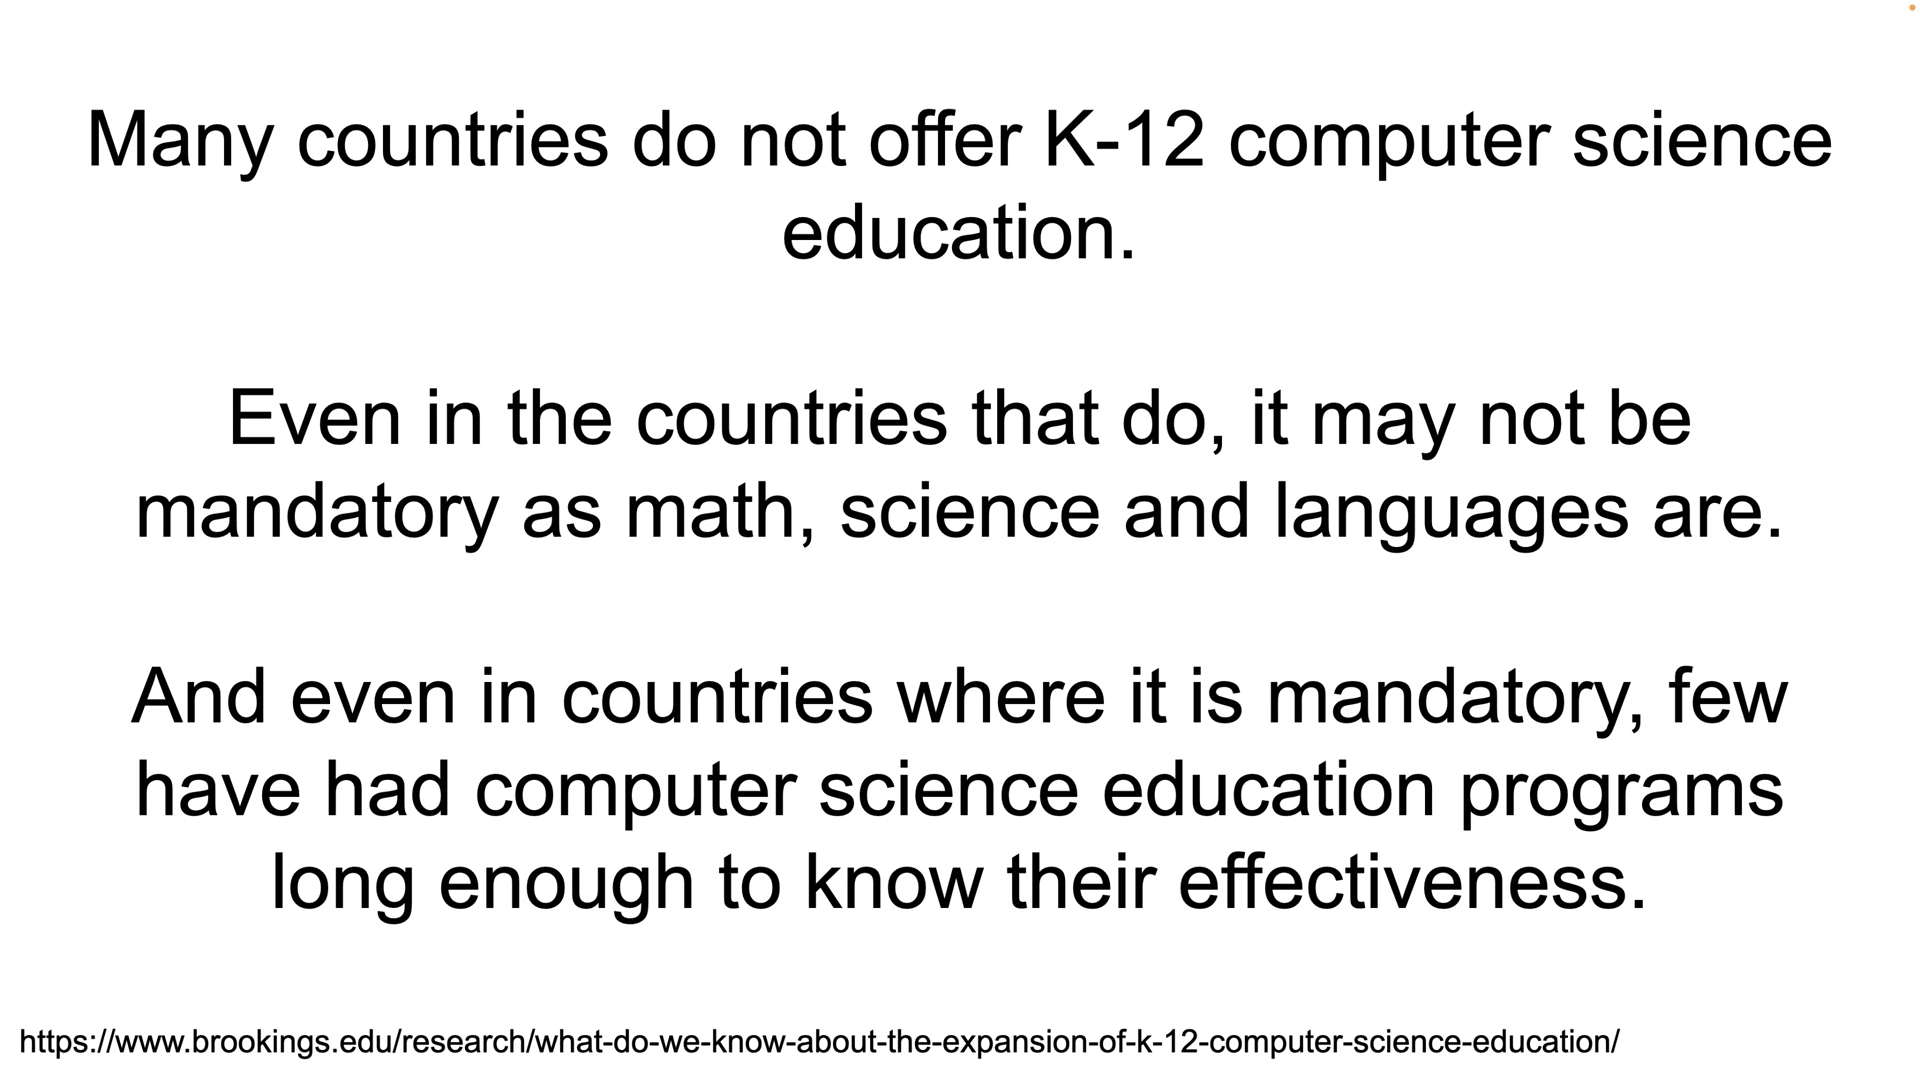 Many countries do not offer K-12 computer science
education.
Even in the countries that do, it may not be
mandatory as math, science and languages are.
And even in countries where it is mandatory, few
have had computer science education programs
long enough to know their effectiveness.
https://www.brookings.edu/research/what-do-we-know-about-the-expansion-of-k-12-computer-science-education/